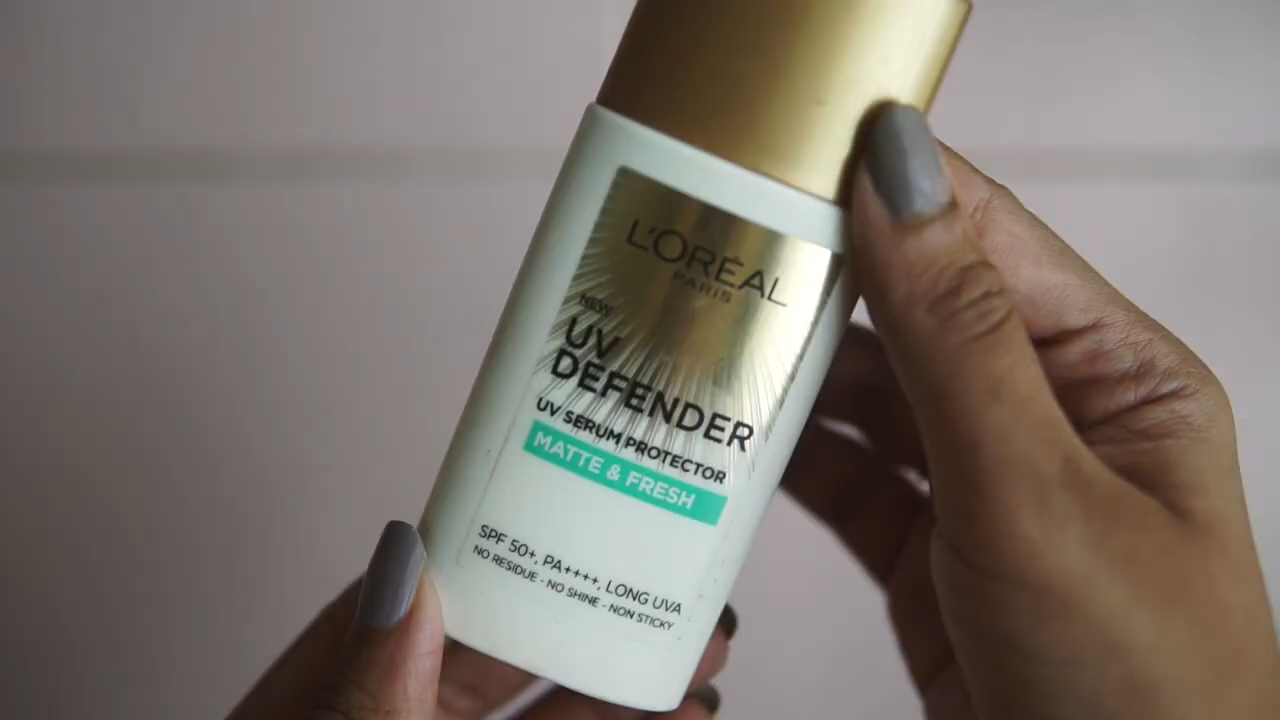 L'ORÉAL
PARIS
NEW
UV
DEFENDER
UV SERUM PROTECTOR
MATTE & FRESH
SPF 50+, PA++++, LONG UVA
NO RESIDUE - NO SHINE - NON STICKY